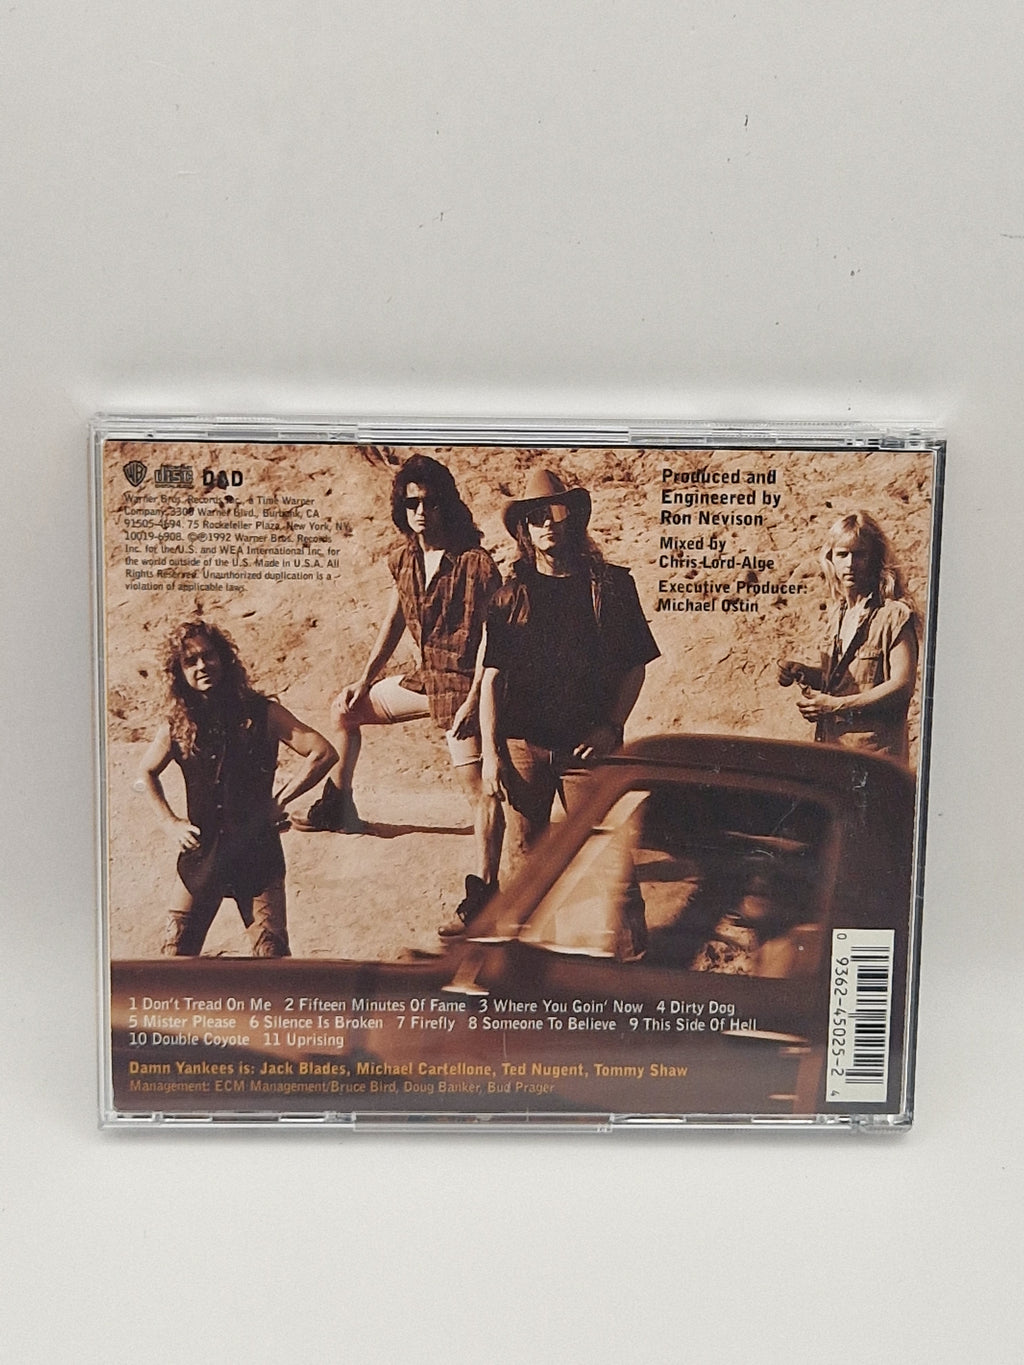 WB DISC D&D
Warner Bros. Records Inc., a Time Warner
Company, 3300 Warner Blvd., Burbank, CA
91505-4694. 75 Rockefeller Plaza, New York, NY
10019-6908. ©℗1992 Warner Bros. Records
Inc. for the U.S. and WEA International Inc. for
the world outside of the U.S. Made in U.S.A. All
Rights Reserved. Unauthorized duplication is a
violation of applicable laws.
Produced and
Engineered by
Ron Nevison
Mixed by
Chris-Lord-Alge
Executive Producer:
Michael Ostin
1 Don't Tread On Me 2 Fifteen Minutes Of Fame 3 Where You Goin' Now 4 Dirty Dog
5 Mister Please 6 Silence Is Broken 7 Firefly 8 Someone To Believe 9 This Side Of Hell
10 Double Coyote 11 Uprising
Damn Yankees is: Jack Blades, Michael Cartellone, Ted Nugent, Tommy Shaw
Management: ECM Management/Bruce Bird, Doug Banker, Bud Prager
0 9362-45025-2 4